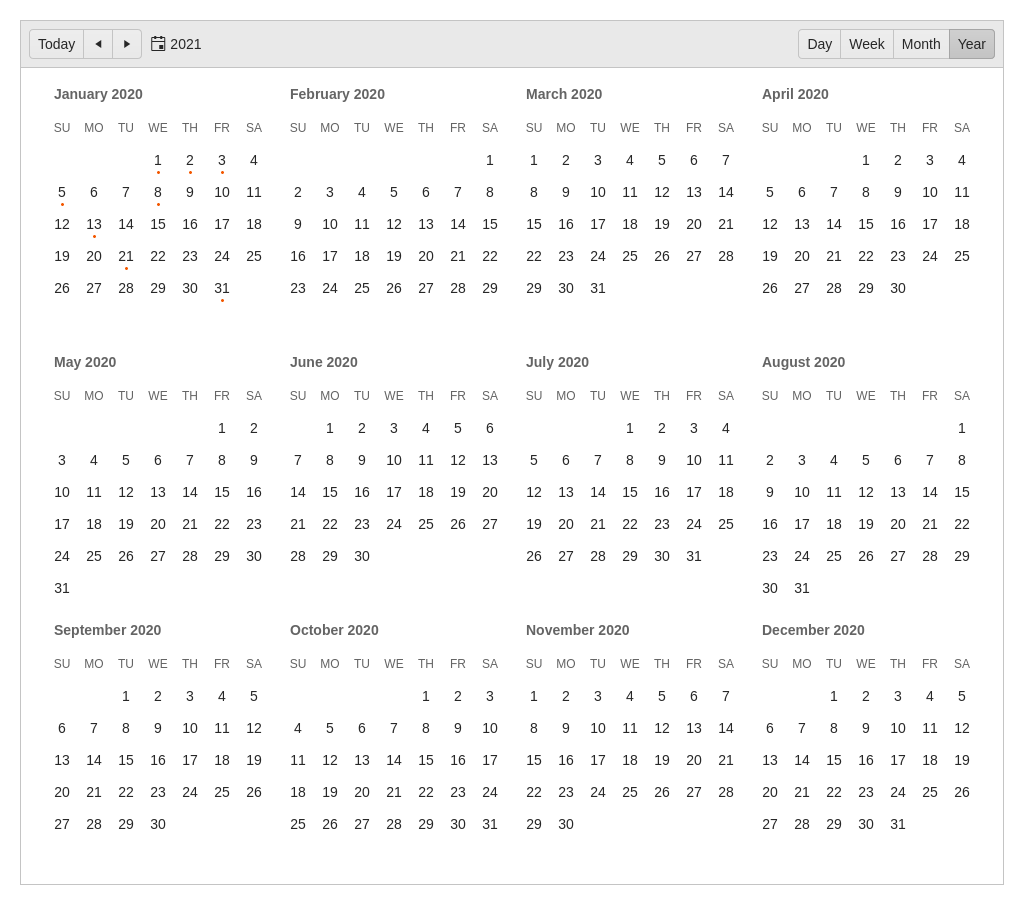 Today 2021 Day Week Month Year
January 2020 February 2020 March 2020 April 2020
SU MO TU WE TH FR SA SU MO TU WE TH FR SA SU MO TU WE TH FR SA SU MO TU WE TH FR SA
1 2 3 4 1 1 2 3 4 5 6 7 1 2 3 4
5 6 7 8 9 10 11 2 3 4 5 6 7 8 8 9 10 11 12 13 14 5 6 7 8 9 10 11
12 13 14 15 16 17 18 9 10 11 12 13 14 15 15 16 17 18 19 20 21 12 13 14 15 16 17 18
19 20 21 22 23 24 25 16 17 18 19 20 21 22 22 23 24 25 26 27 28 19 20 21 22 23 24 25
26 27 28 29 30 31 23 24 25 26 27 28 29 29 30 31 26 27 28 29 30
May 2020 June 2020 July 2020 August 2020
SU MO TU WE TH FR SA SU MO TU WE TH FR SA SU MO TU WE TH FR SA SU MO TU WE TH FR SA
1 2 1 2 3 4 5 6 1 2 3 4 1
3 4 5 6 7 8 9 7 8 9 10 11 12 13 5 6 7 8 9 10 11 2 3 4 5 6 7 8
10 11 12 13 14 15 16 14 15 16 17 18 19 20 12 13 14 15 16 17 18 9 10 11 12 13 14 15
17 18 19 20 21 22 23 21 22 23 24 25 26 27 19 20 21 22 23 24 25 16 17 18 19 20 21 22
24 25 26 27 28 29 30 28 29 30 26 27 28 29 30 31 23 24 25 26 27 28 29
31 30 31
September 2020 October 2020 November 2020 December 2020
SU MO TU WE TH FR SA SU MO TU WE TH FR SA SU MO TU WE TH FR SA SU MO TU WE TH FR SA
1 2 3 4 5 1 2 3 1 2 3 4 5 6 7 1 2 3 4 5
6 7 8 9 10 11 12 4 5 6 7 8 9 10 8 9 10 11 12 13 14 6 7 8 9 10 11 12
13 14 15 16 17 18 19 11 12 13 14 15 16 17 15 16 17 18 19 20 21 13 14 15 16 17 18 19
20 21 22 23 24 25 26 18 19 20 21 22 23 24 22 23 24 25 26 27 28 20 21 22 23 24 25 26
27 28 29 30 25 26 27 28 29 30 31 29 30 27 28 29 30 31